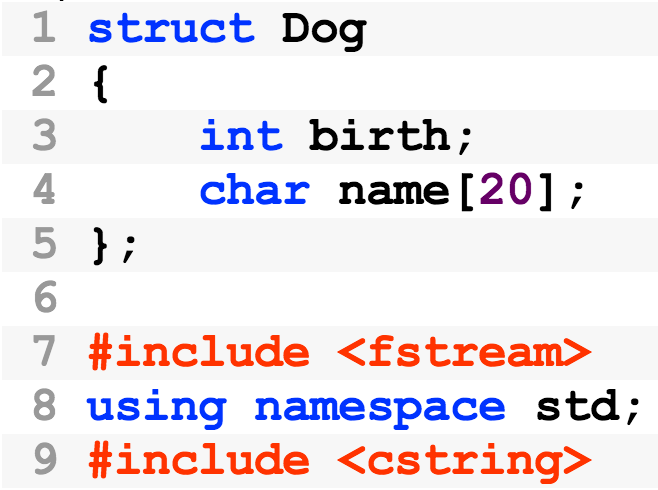 1 struct Dog
2 {
3     int birth;
4     char name[20];
5 };
6
7 #include <fstream>
8 using namespace std;
9 #include <cstring>